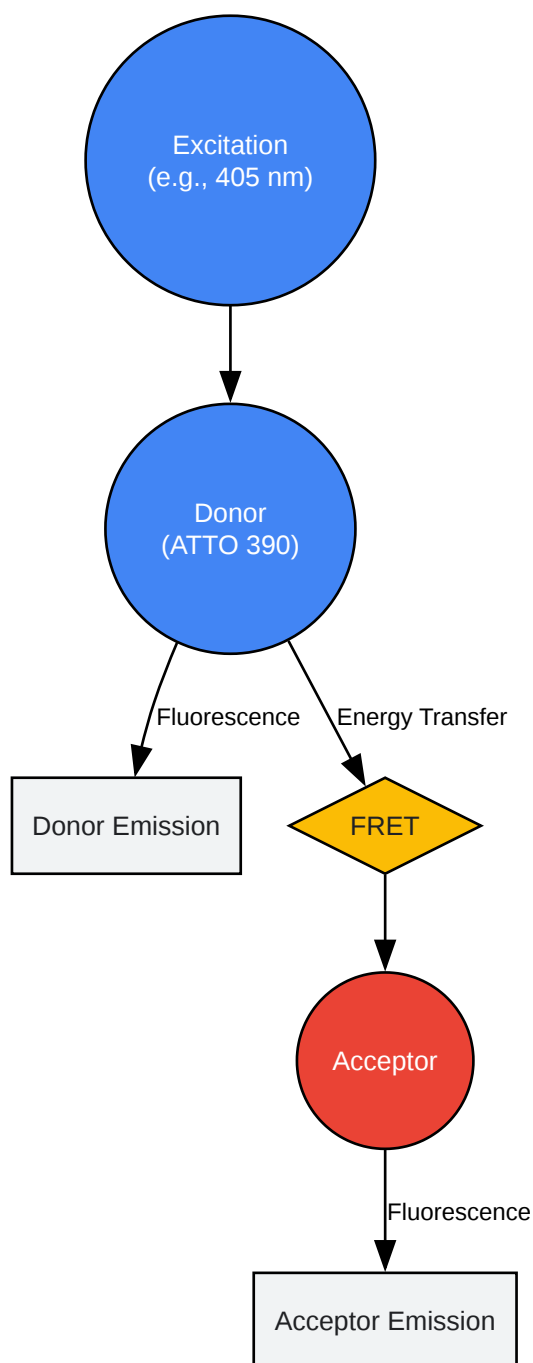 Excitation
(e.g., 405 nm)
Donor
(ATTO 390)
Fluorescence
Energy Transfer
Donor Emission
FRET
Acceptor
Fluorescence
Acceptor Emission